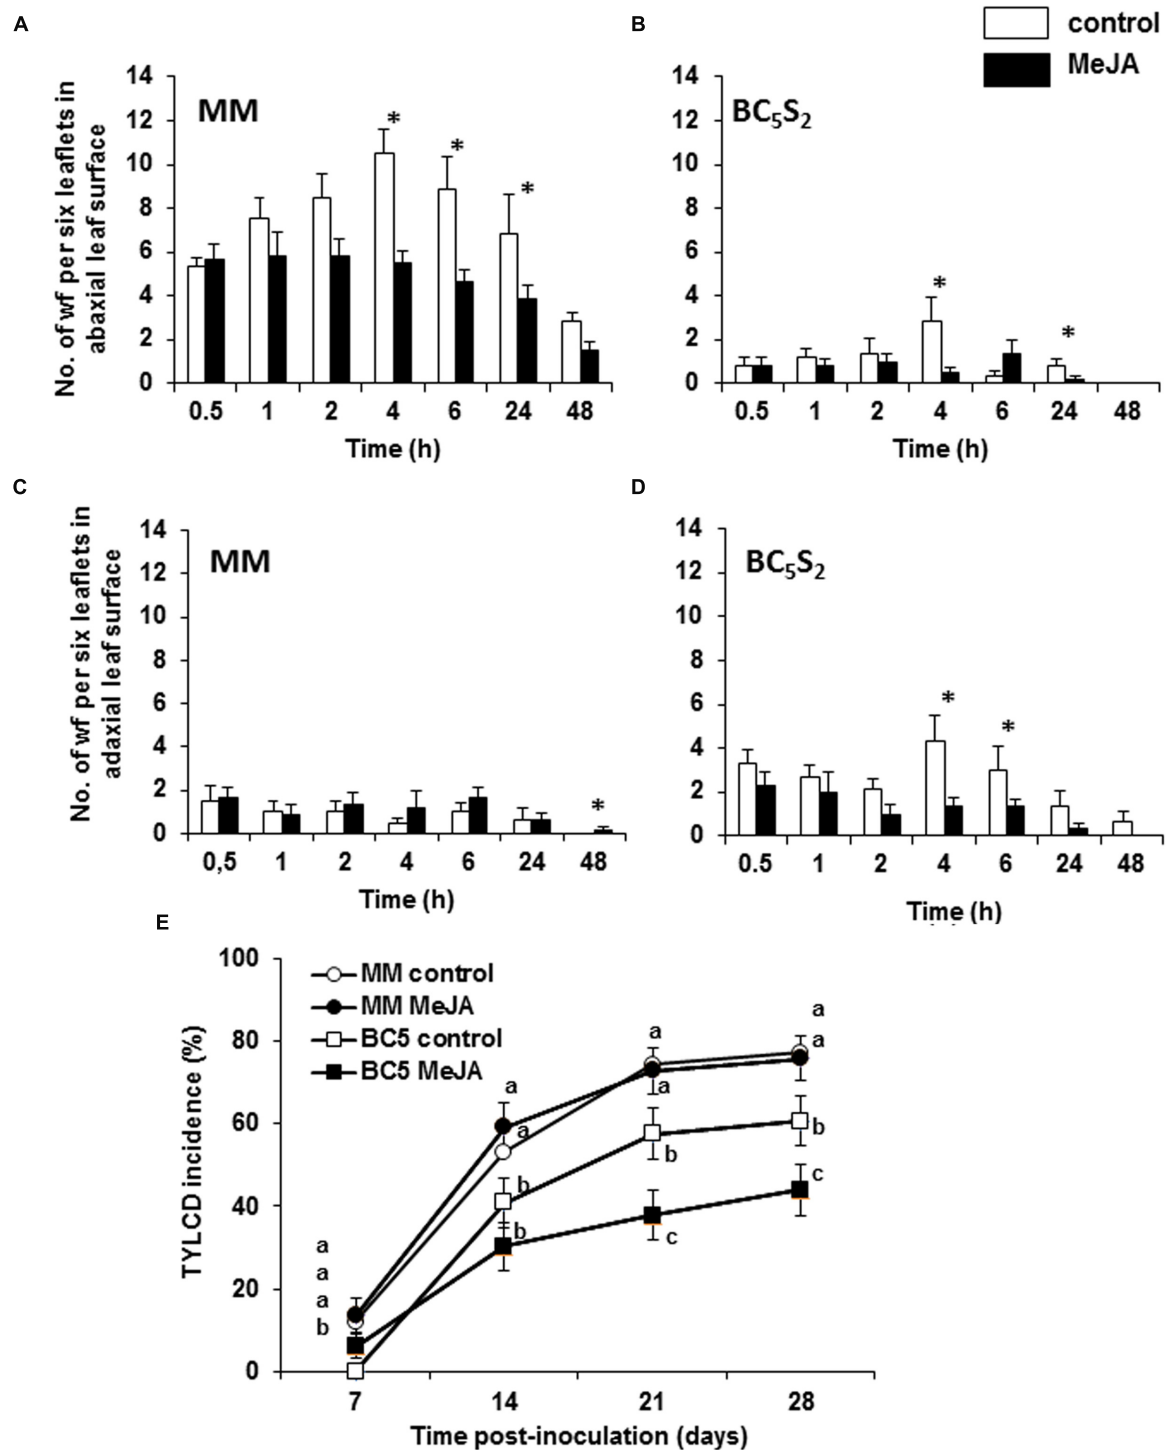 A
B
control
MeJA
No. of wf per six leaflets in
abaxial leaf surface
14
12
10
8
6
4
2
0
MM
*
*
*
0.5 1 2 4 6 24 48
Time (h)
14
12
10
8
6
4
2
0
BC5S2
*
*
0.5 1 2 4 6 24 48
Time (h)
C
D
No. of wf per six leaflets in
adaxial leaf surface
14
12
10
8
6
4
2
0
MM
*
0,5 1 2 4 6 24 48
Time (h)
14
12
10
8
6
4
2
0
BC5S2
*
*
0.5 1 2 4 6 24 48
Time (h)
E
TYLCD incidence (%)
100
80
60
40
20
0
MM control
MM MeJA
BC5 control
BC5 MeJA
a
a
a
b
a
a
b
b
a
a
b
c
a
a
b
c
7 14 21 28
Time post-inoculation (days)